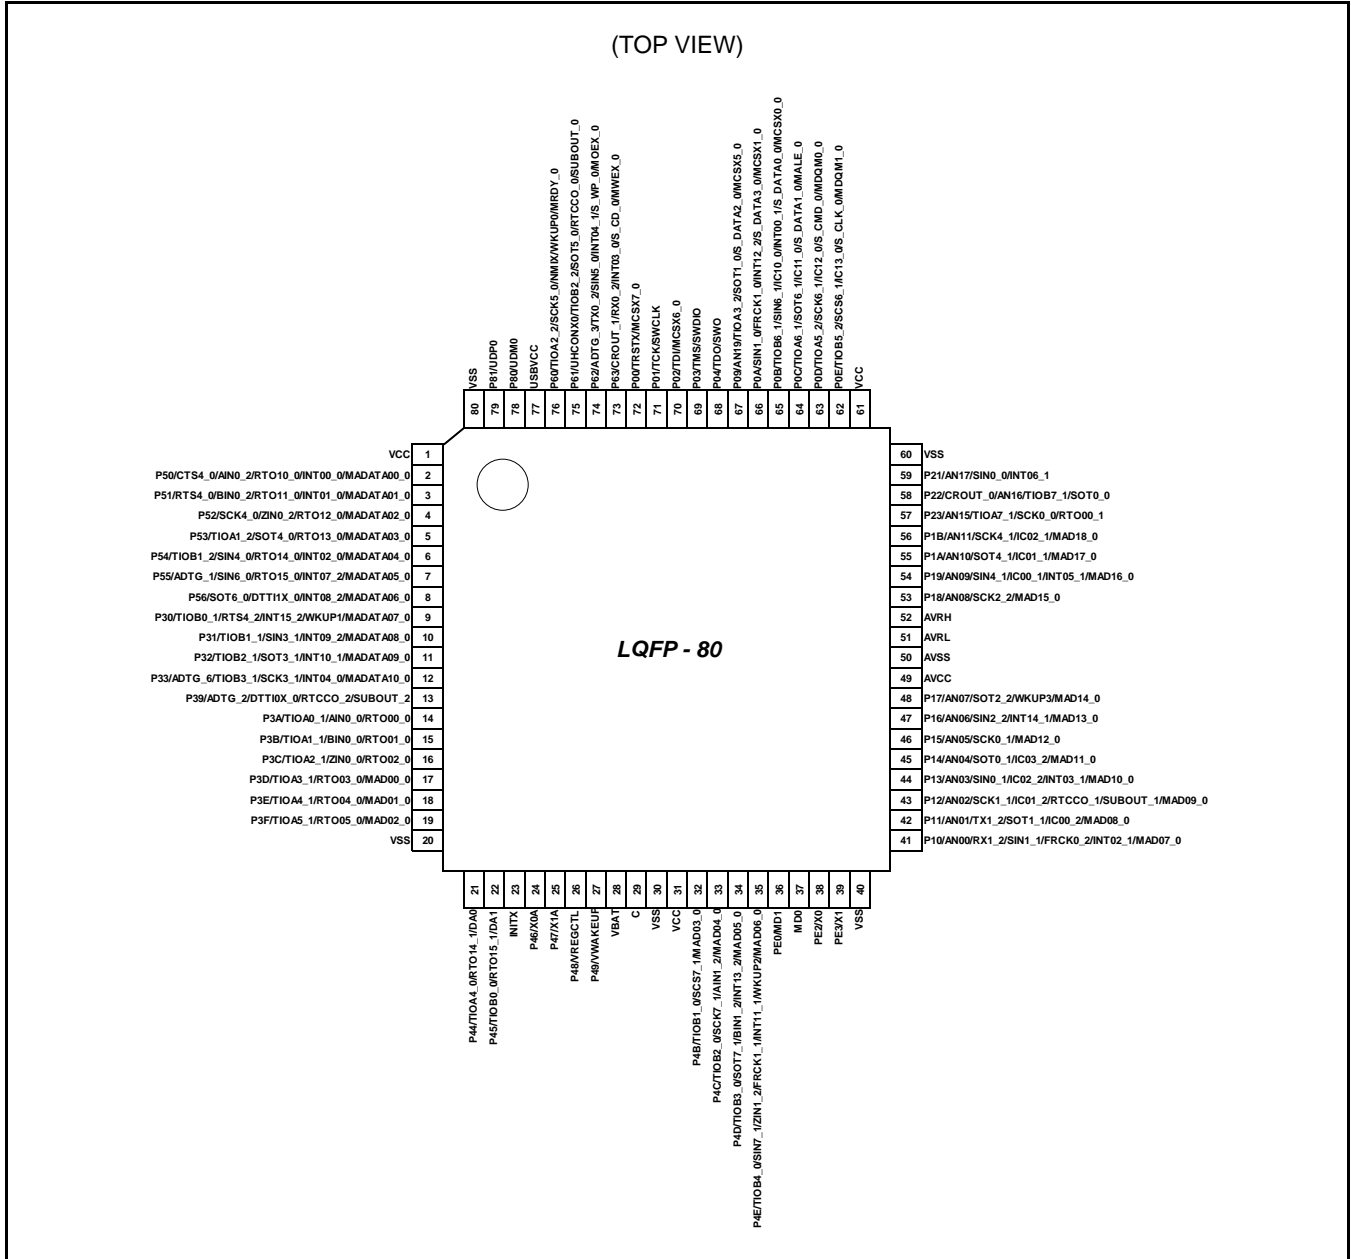 (TOP VIEW)
VSS
P81/UDP0
P80/UDM0
USBVCC
P60/TIOA2_2/SCK5_0/NMIX/WKUP0/MRDY_0
P61/UHCONX0/TIOB2_2/SOT5_0/RTCCO_0/SUBOUT_0
P62/ADTG_3/TX0_2/SIN5_0/INT04_1/S_WP_0/MOEX_0
P63/CROUT_1/RX0_2/INT03_0/S_CD_0/MWEX_0
P00/TRSTX/MCSX7_0
P01/TCK/SWCLK
P02/TDI/MCSX6_0
P03/TMS/SWDIO
P04/TDO/SWO
P09/AN19/TIOA3_2/SOT1_0/S_DATA2_0/MCSX5_0
P0A/SIN1_0/FRCK1_0/INT12_2/S_DATA3_0/MCSX1_0
P0B/TIOB6_1/SIN6_1/IC10_0/INT00_1/S_DATA0_0/MCSX0_0
P0C/TIOA6_1/SOT6_1/IC11_0/S_DATA1_0/MALE_0
P0D/TIOA5_2/SCK6_1/IC12_0/S_CMD_0/MDQM0_0
P0E/TIOB5_2/SCS6_1/IC13_0/S_CLK_0/MDQM1_0
VCC
80 79 78 77 76 75 74 73 72 71 70 69 68 67 66 65 64 63 62 61
VCC 1
P50/CTS4_0/AIN0_2/RTO10_0/INT00_0/MADATA00_0 2
P51/RTS4_0/BIN0_2/RTO11_0/INT01_0/MADATA01_0 3
P52/SCK4_0/ZIN0_2/RTO12_0/MADATA02_0 4
P53/TIOA1_2/SOT4_0/RTO13_0/MADATA03_0 5
P54/TIOB1_2/SIN4_0/RTO14_0/INT02_0/MADATA04_0 6
P55/ADTG_1/SIN6_0/RTO15_0/INT07_2/MADATA05_0 7
P56/SOT6_0/DTTI1X_0/INT08_2/MADATA06_0 8
P30/TIOB0_1/RTS4_2/INT15_2/WKUP1/MADATA07_0 9
P31/TIOB1_1/SIN3_1/INT09_2/MADATA08_0 10
P32/TIOB2_1/SOT3_1/INT10_1/MADATA09_0 11
P33/ADTG_6/TIOB3_1/SCK3_1/INT04_0/MADATA10_0 12
P39/ADTG_2/DTTI0X_0/RTCCO_2/SUBOUT_2 13
P3A/TIOA0_1/AIN0_0/RTO00_0 14
P3B/TIOA1_1/BIN0_0/RTO01_0 15
P3C/TIOA2_1/ZIN0_0/RTO02_0 16
P3D/TIOA3_1/RTO03_0/MAD00_0 17
P3E/TIOA4_1/RTO04_0/MAD01_0 18
P3F/TIOA5_1/RTO05_0/MAD02_0 19
VSS 20
LQFP - 80
60 VSS
59 P21/AN17/SIN0_0/INT06_1
58 P22/CROUT_0/AN16/TIOB7_1/SOT0_0
57 P23/AN15/TIOA7_1/SCK0_0/RTO00_1
56 P1B/AN11/SCK4_1/IC02_1/MAD18_0
55 P1A/AN10/SOT4_1/IC01_1/MAD17_0
54 P19/AN09/SIN4_1/IC00_1/INT05_1/MAD16_0
53 P18/AN08/SCK2_2/MAD15_0
52 AVRH
51 AVRL
50 AVSS
49 AVCC
48 P17/AN07/SOT2_2/WKUP3/MAD14_0
47 P16/AN06/SIN2_2/INT14_1/MAD13_0
46 P15/AN05/SCK0_1/MAD12_0
45 P14/AN04/SOT0_1/IC03_2/MAD11_0
44 P13/AN03/SIN0_1/IC02_2/INT03_1/MAD10_0
43 P12/AN02/SCK1_1/IC01_2/RTCCO_1/SUBOUT_1/MAD09_0
42 P11/AN01/TX1_2/SOT1_1/IC00_2/MAD08_0
41 P10/AN00/RX1_2/SIN1_1/FRCK0_2/INT02_1/MAD07_0
21 22 23 24 25 26 27 28 29 30 31 32 33 34 35 36 37 38 39 40
P44/TIOA4_0/RTO14_1/DA0
P45/TIOB0_0/RTO15_1/DA1
INITX
P46/X0A
P47/X1A
P48/VREGCTL
P49/VWAKEUP
VBAT
C
VSS
VCC
P4B/TIOB1_0/SCS7_1/MAD03_0
P4C/TIOB2_0/SCK7_1/AIN1_2/MAD04_0
P4D/TIOB3_0/SOT7_1/BIN1_2/INT13_2/MAD05_0
P4E/TIOB4_0/SIN7_1/ZIN1_2/FRCK1_1/INT11_1/WKUP2/MAD06_0
PE0/MD1
MD0
PE2/X0
PE3/X1
VSS